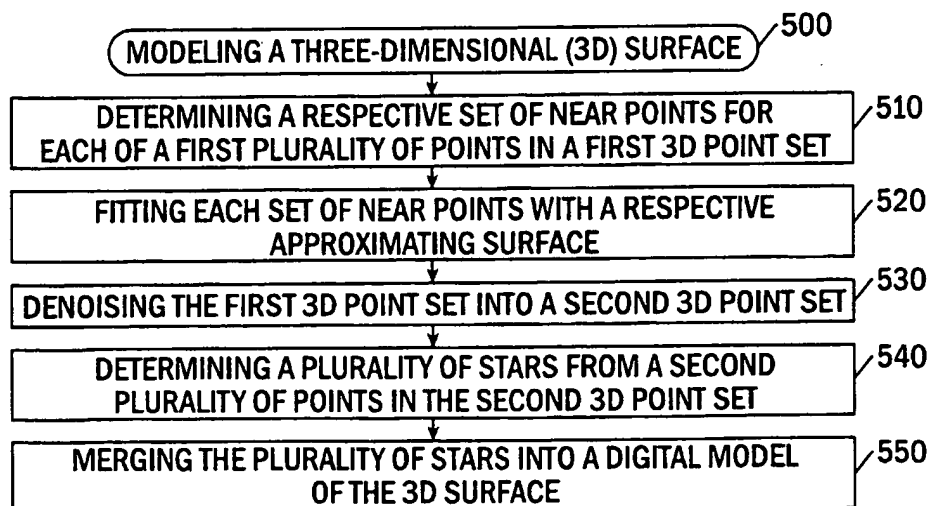 MODELING A THREE-DIMENSIONAL (3D) SURFACE
500
DETERMINING A RESPECTIVE SET OF NEAR POINTS FOR
EACH OF A FIRST PLURALITY OF POINTS IN A FIRST 3D POINT SET
510
FITTING EACH SET OF NEAR POINTS WITH A RESPECTIVE
APPROXIMATING SURFACE
520
DENOISING THE FIRST 3D POINT SET INTO A SECOND 3D POINT SET
530
DETERMINING A PLURALITY OF STARS FROM A SECOND
PLURALITY OF POINTS IN THE SECOND 3D POINT SET
540
MERGING THE PLURALITY OF STARS INTO A DIGITAL MODEL
OF THE 3D SURFACE
550